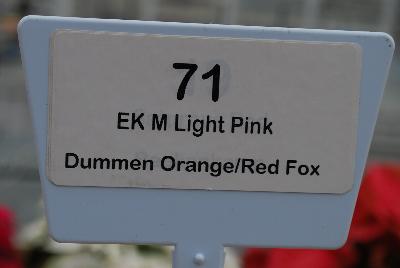 71
EK M Light Pink
Dummen Orange/Red Fox